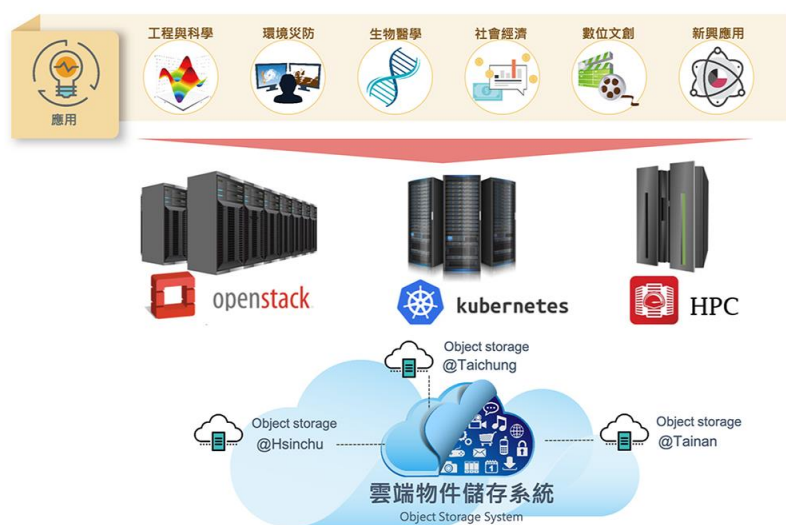 工程與科學
環境災防
生物醫學
社會經濟
數位文創
新興應用
應用
openstack
kubernetes
HPC
Object storage
@Taichung
Object storage
@Hsinchu
Object storage
@Tainan
雲端物件儲存系統
Object Storage System